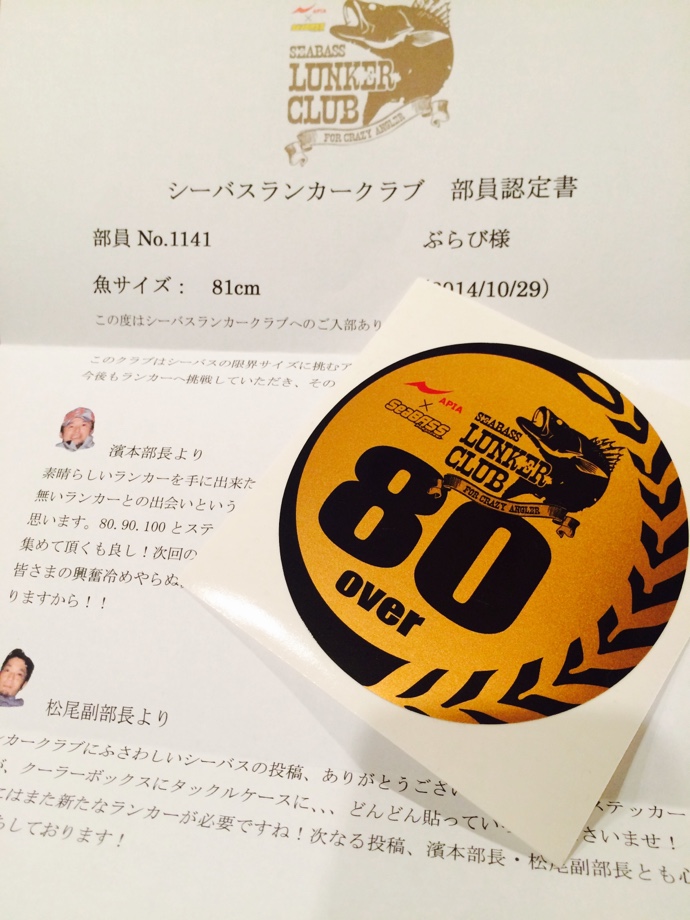 APIA
×
SeaBASS
SEABASS
LUNKER
CLUB
FOR CRAZY ANGLER
シーバスランカークラブ　部員認定書
部員 No.1141　ぶらび様
魚サイズ：　81cm　2014/10/29）
この度はシーバスランカークラブへのご入部あり
このクラブはシーバスの限界サイズに挑むア
今後もランカーへ挑戦していただき、その
濱本部長より
素晴らしいランカーを手に出来た
無いランカーとの出会いという
思います。80.90.100 とステ
集めて頂くも良し！次回の
皆さまの興奮冷めやらぬ、
りますから！！
APIA
×
SeaBASS
SEABASS
LUNKER
CLUB
FOR CRAZY ANGLER
80
over
松尾副部長より
ンカークラブにふさわしいシーバスの投稿、ありがとうござい ステッカー
が、クーラーボックスにタックルケースに、、、どんどん貼ってい さいませ！
にはまた新たなランカーが必要ですね！次なる投稿、濱本部長・松尾副部長とも心
ちしております！